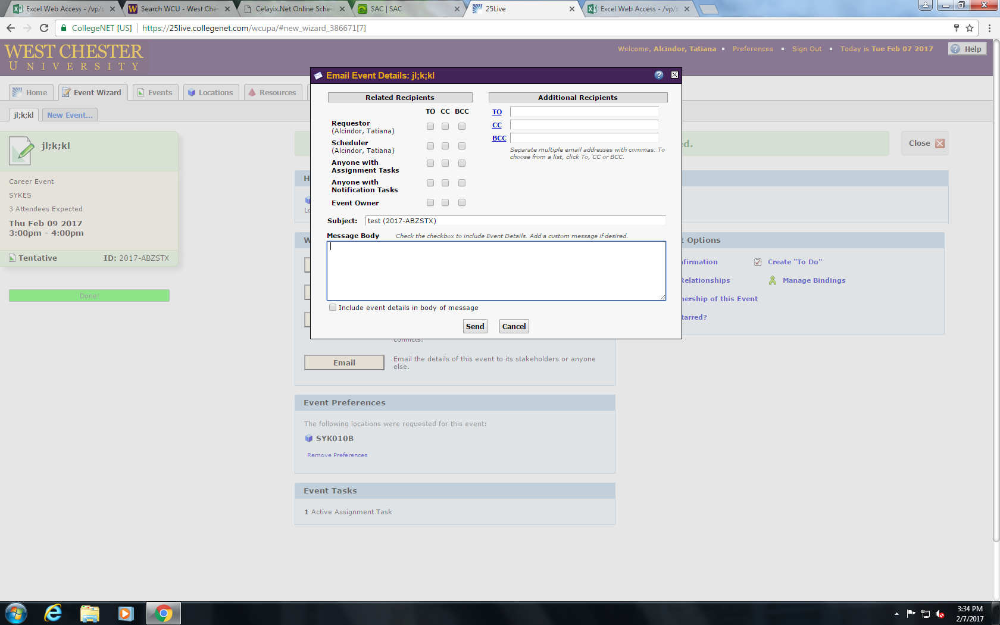 Excel Web Access - /vp/s
Search WCU - West Ches
Celayix.Net Online Sched
SAC | SAC
25Live
Excel Web Access - /vp/s
CollegeNET [US]
https://25live.collegenet.com/wcupa/#new_wizard_386671[7]
WEST CHESTER
UNIVERSITY
Welcome, Alcindor, Tatiana
Preferences
Sign Out
Today is Tue Feb 07 2017
Help
Home
Event Wizard
Events
Locations
Resources
jl;k;kl
New Event...
jl;k;kl
Career Event
SYKES
3 Attendees Expected
Thu Feb 09 2017
3:00pm - 4:00pm
Tentative
ID: 2017-ABZSTX
Done!
Email Event Details: jl;k;kl
Related Recipients
TO CC BCC
Requestor
(Alcindor, Tatiana)
Scheduler
(Alcindor, Tatiana)
Anyone with
Assignment Tasks
Anyone with
Notification Tasks
Event Owner
Additional Recipients
TO
CC
BCC
Separate multiple email addresses with commas. To
choose from a list, click To, CC or BCC.
Subject: test (2017-ABZSTX)
Message Body Check the checkbox to include Event Details. Add a custom message if desired.
Include event details in body of message
Send
Cancel
ed.
Close
H
Lo
W
conflicts.
Email
Email the details of this event to its stakeholders or anyone
else.
t Options
nfirmation
Create "To Do"
Relationships
Manage Bindings
nership of this Event
tarred?
Event Preferences
The following locations were requested for this event:
SYK010B
Remove Preferences
Event Tasks
1 Active Assignment Task
3:34 PM
2/7/2017